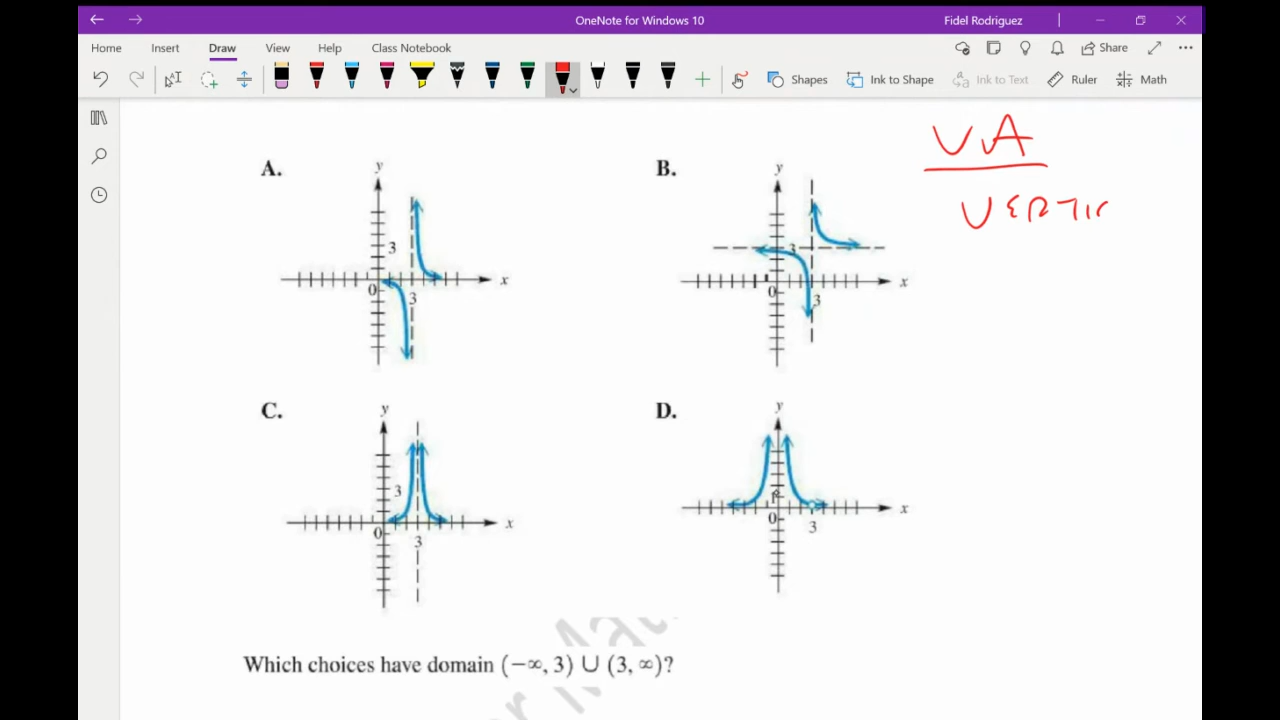 OneNote for Windows 10
Fidel Rodriguez
Home Insert Draw View Help Class Notebook Share
Shapes Ink to Shape Ink to Text Ruler Math
VA
VERTIC
A.
y
3
0
3
x
B.
y
3
0
3
x
C.
y
3
0
3
x
D.
y
1
0
3
x
Which choices have domain (−∞, 3) ∪ (3, ∞)?